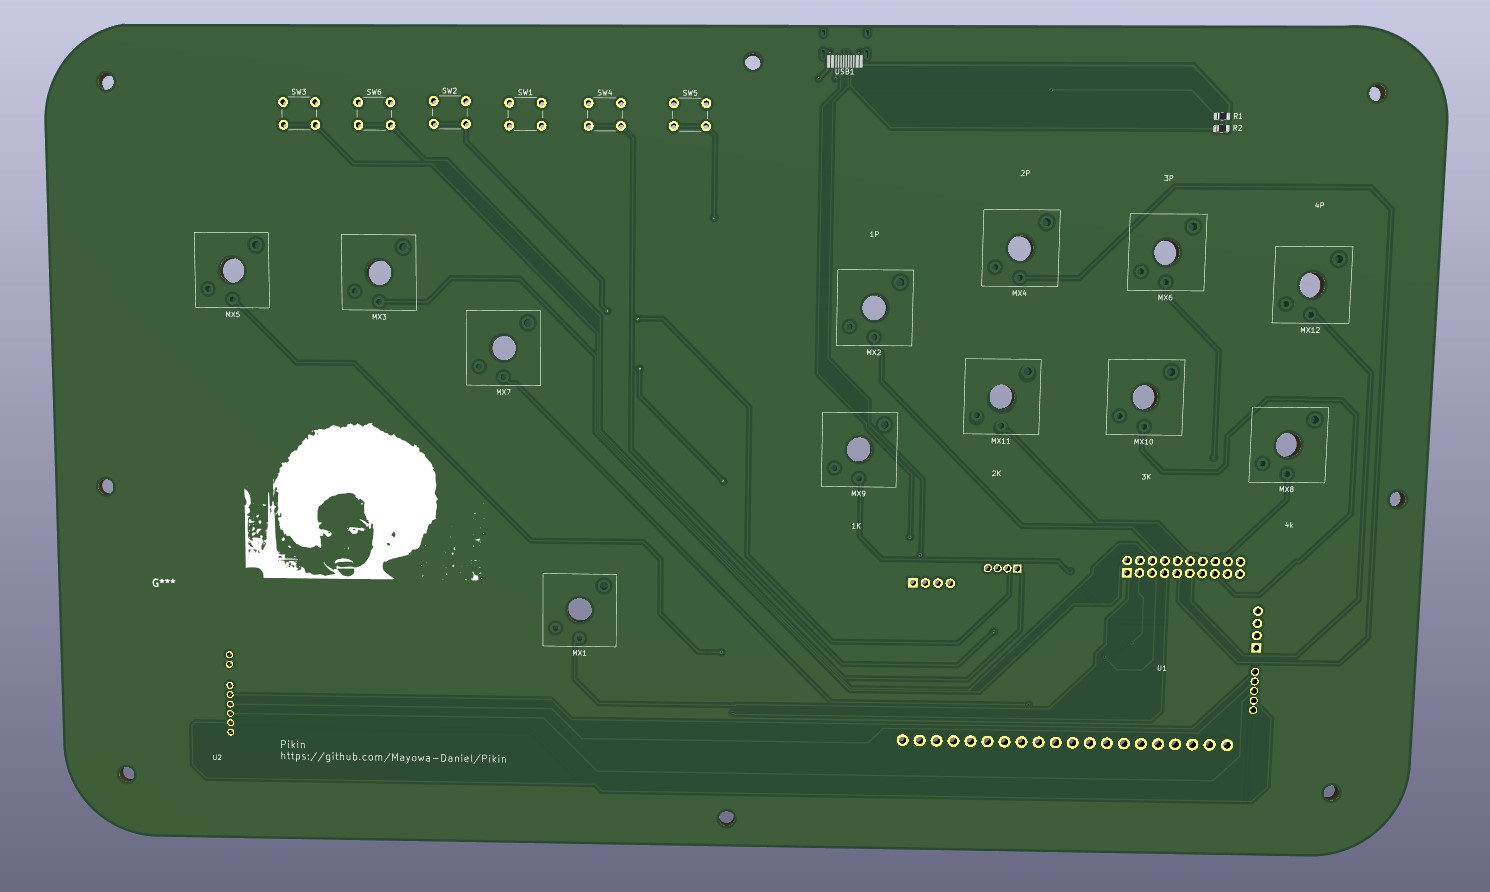 USB1
SW3 SW6 SW2 SW1 SW4 SW5
R1
R2
2P
3P
4P
1P
MX4
MX6
MX5
MX3
MX12
MX2
MX7
MX11
MX10
2K
3K
MX8
MX9
1K
4k
G***
MX1
U1
Pikin
https://github.com/Mayowa-Daniel/Pikin
U2